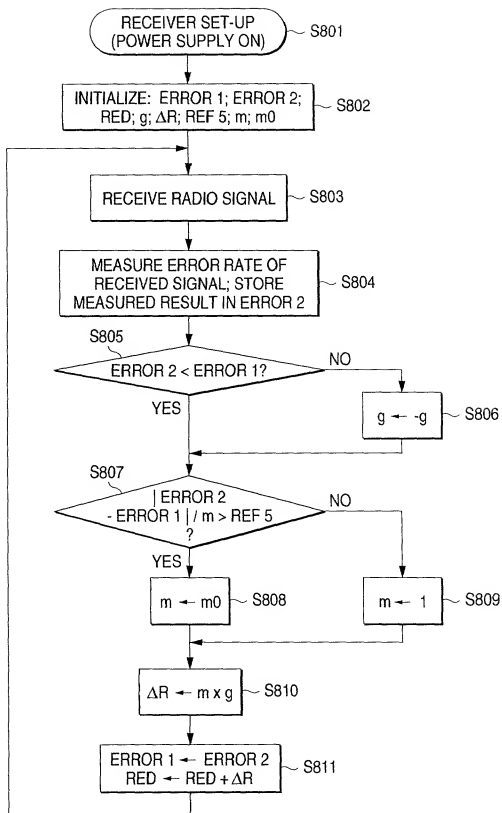 RECEIVER SET-UP
(POWER SUPPLY ON)
S801
INITIALIZE: ERROR 1; ERROR 2;
RED; g; ΔR; REF 5; m; m0
S802
RECEIVE RADIO SIGNAL
S803
MEASURE ERROR RATE OF
RECEIVED SIGNAL; STORE
MEASURED RESULT IN ERROR 2
S804
S805
ERROR 2 < ERROR 1?
NO
YES
g ← -g
S806
S807
| ERROR 2
- ERROR 1 | / m > REF 5
?
NO
YES
m ← m0
S808
m ← 1
S809
ΔR ← m x g
S810
ERROR 1 ← ERROR 2
RED ← RED + ΔR
S811